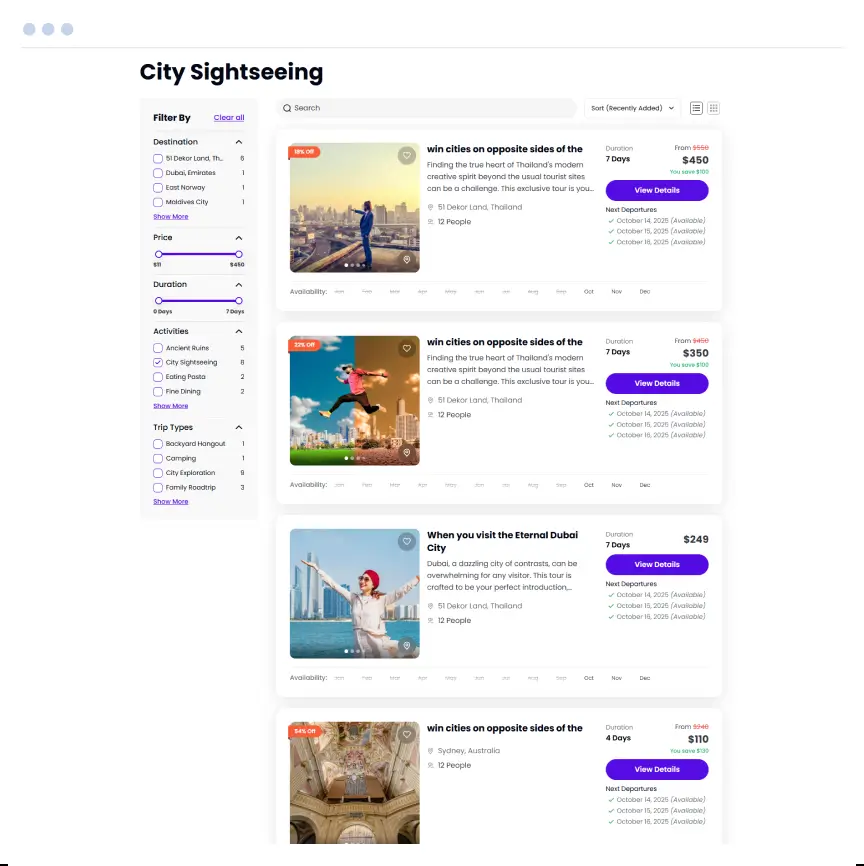 City Sightseeing
Filter By
Clear all
Destination
51 Dekor Land, Th... 6
Dubai, Emirates 1
East Norway 1
Maldives City 1
Show More
Price
$11 $450
Duration
0 Days 7 Days
Activities
Ancient Ruins 5
City Sightseeing 8
Eating Pasta 2
Fine Dining 2
Show More
Trip Types
Backyard Hangout 1
Camping 1
City Exploration 9
Family Roadtrip 3
Show More
Search
Sort (Recently Added)
18% Off
win cities on opposite sides of the
Finding the true heart of Thailand's modern
creative spirit beyond the usual tourist sites
can be a challenge. This exclusive tour is you...
51 Dekor Land, Thailand
12 People
Duration
7 Days
From $550
$450
You save $100
View Details
Next Departures
October 14, 2025 (Available)
October 15, 2025 (Available)
October 16, 2025 (Available)
Availability: Jan Feb Mar Apr May Jun Jul Aug Sep Oct Nov Dec
22% Off
win cities on opposite sides of the
Finding the true heart of Thailand's modern
creative spirit beyond the usual tourist sites
can be a challenge. This exclusive tour is you...
51 Dekor Land, Thailand
12 People
Duration
7 Days
From $450
$350
You save $100
View Details
Next Departures
October 14, 2025 (Available)
October 15, 2025 (Available)
October 16, 2025 (Available)
Availability: Jan Feb Mar Apr May Jun Jul Aug Sep Oct Nov Dec
When you visit the Eternal Dubai
City
Dubai, a dazzling city of contrasts, can be
overwhelming for any visitor. This tour is
crafted to be your perfect introduction,...
51 Dekor Land, Thailand
12 People
Duration
7 Days
$249
View Details
Next Departures
October 14, 2025 (Available)
October 15, 2025 (Available)
October 16, 2025 (Available)
Availability: Jan Feb Mar Apr May Jun Jul Aug Sep Oct Nov Dec
54% Off
win cities on opposite sides of the
Sydney, Australia
12 People
Duration
4 Days
From $240
$110
You save $130
View Details
Next Departures
October 14, 2025 (Available)
October 15, 2025 (Available)
October 16, 2025 (Available)